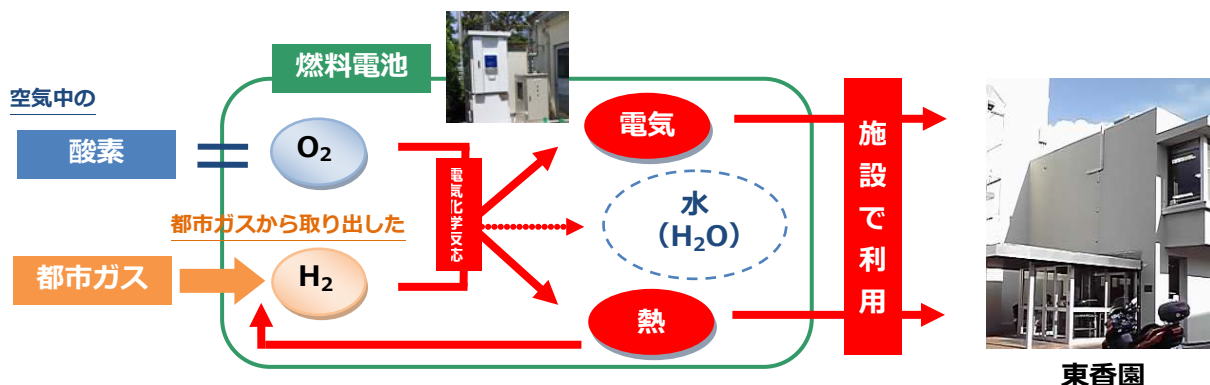 燃料電池
空気中の
酸素
O₂
電気
電気化学反応
水
（H₂O）
都市ガスから取り出した
都市ガス
H₂
熱
施設で利用
東香園